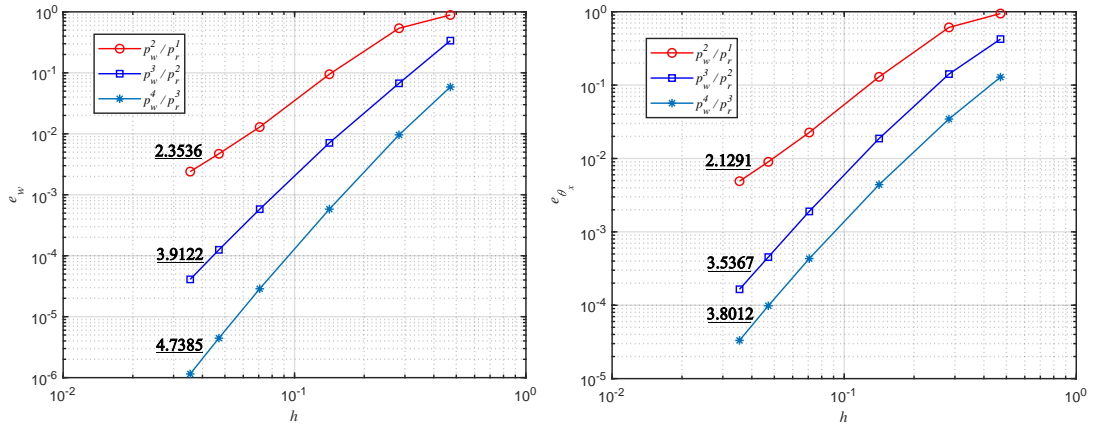 10^0
10^-1
10^-2
10^-3
10^-4
10^-5
10^-6
e_w
p_w^2 / p_r^1
p_w^3 / p_r^2
p_w^4 / p_r^3
2.3536
3.9122
4.7385
10^-2
10^-1
10^0
h
10^0
10^-1
10^-2
10^-3
10^-4
10^-5
e_θ_x
p_w^2 / p_r^1
p_w^3 / p_r^2
p_w^4 / p_r^3
2.1291
3.5367
3.8012
10^-2
10^-1
10^0
h